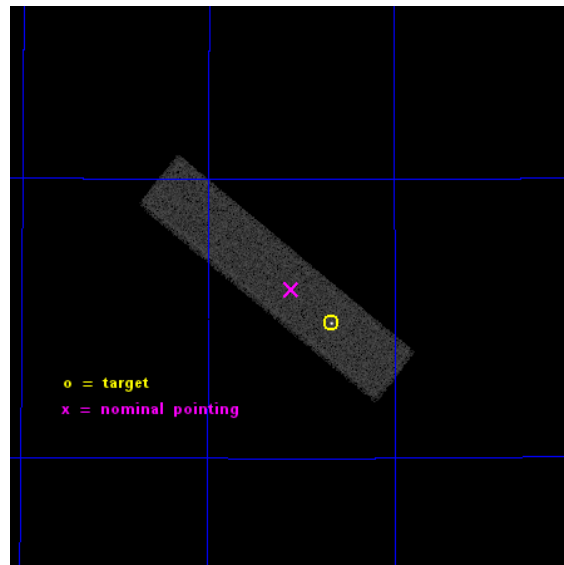 o = target
x = nominal pointing